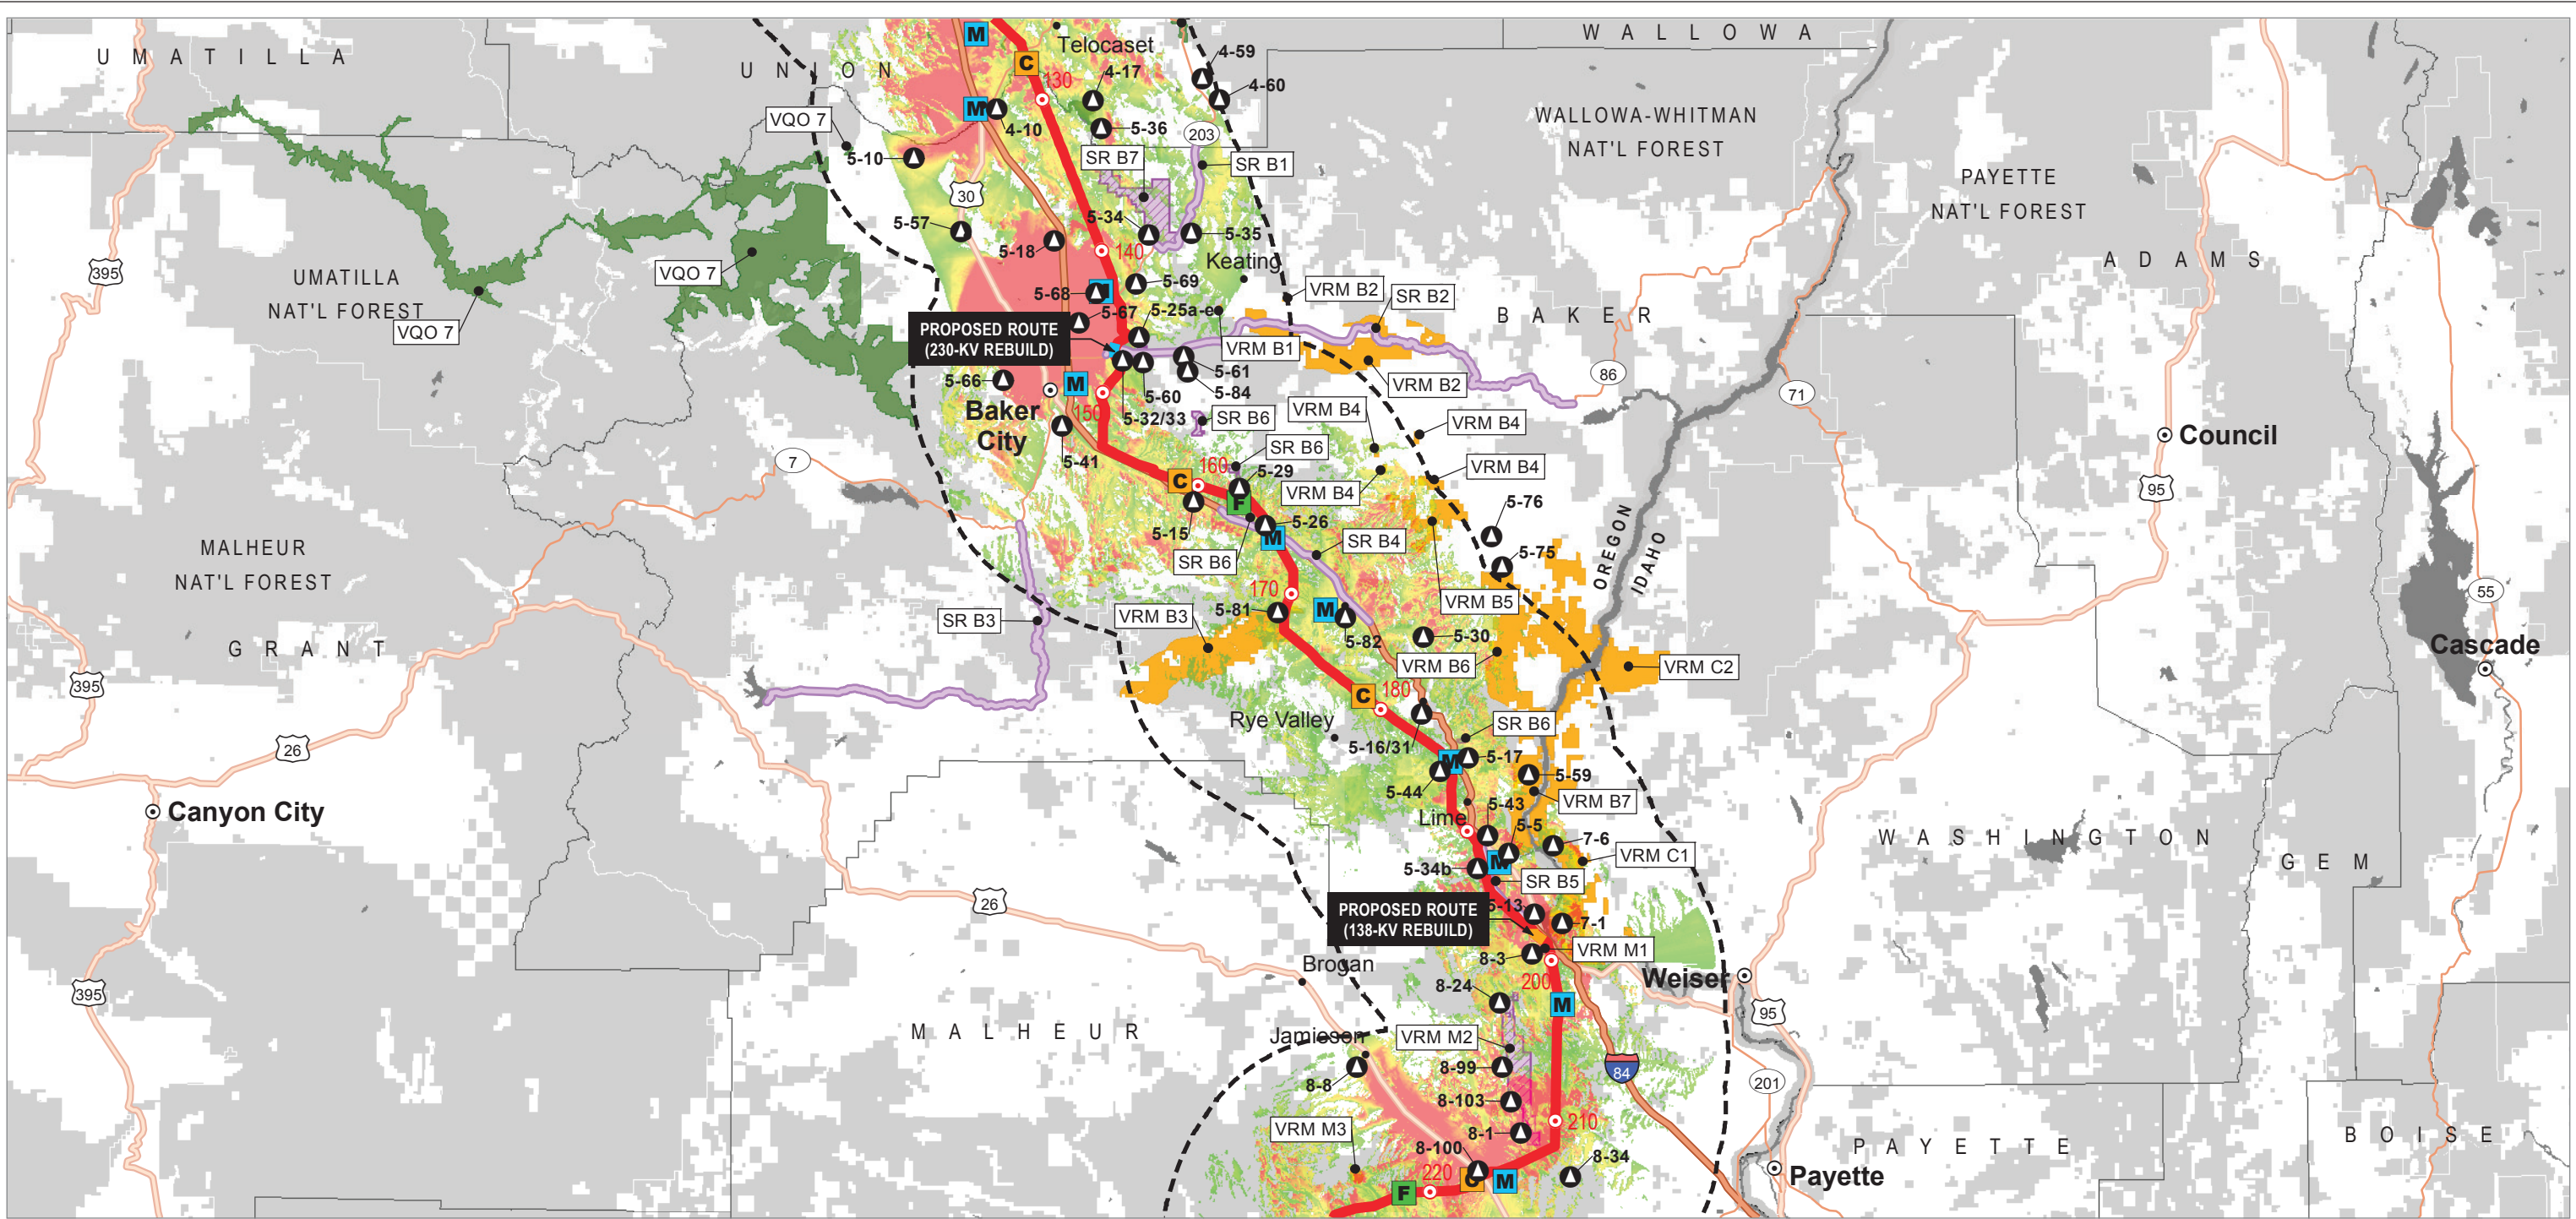 UMATILLA
UNION
WALLOWA
M
C
Telocaset
130
4-59
4-17
4-60
M
4-10
VQO 7
5-10
5-36
203
SR B7
SR B1
WALLOWA-WHITMAN
NAT'L FOREST
PAYETTE
NAT'L FOREST
30
5-57
5-18
5-34
5-35
140
Keating
395
UMATILLA
NAT'L FOREST
VQO 7
VQO 7
ADAMS
5-69
5-68
5-67
5-25a-e
VRM B2
SR B2
BAKER
PROPOSED ROUTE
(230-KV REBUILD)
VRM B1
5-61
5-84
VRM B2
86
71
5-66
M
Baker
City
150
5-60
5-32/33
SR B6
VRM B4
VRM B4
Council
5-41
7
C
160
SR B6
5-29
VRM B4
VRM B4
95
F
5-15
5-26
M
SR B6
SR B4
5-76
5-75
OREGON
IDAHO
MALHEUR
NAT'L FOREST
170
VRM B5
55
SR B3
VRM B3
5-81
M
5-82
5-30
GRANT
VRM B6
VRM C2
Cascade
395
C
180
Rye Valley
5-16/31
SR B6
26
M
5-17
5-44
5-59
VRM B7
Canyon City
5-43
Lime
5-5
7-6
WASHINGTON
VRM C1
GEM
M
5-34b
SR B5
26
PROPOSED ROUTE
(138-KV REBUILD)
5-13
7-1
8-3
VRM M1
Brogan
Weiser
395
200
8-24
M
95
MALHEUR
Jamieson
VRM M2
8-99
84
8-8
201
8-103
210
VRM M3
8-1
PAYETTE
BOISE
8-100
8-34
220
C
M
F
Payette